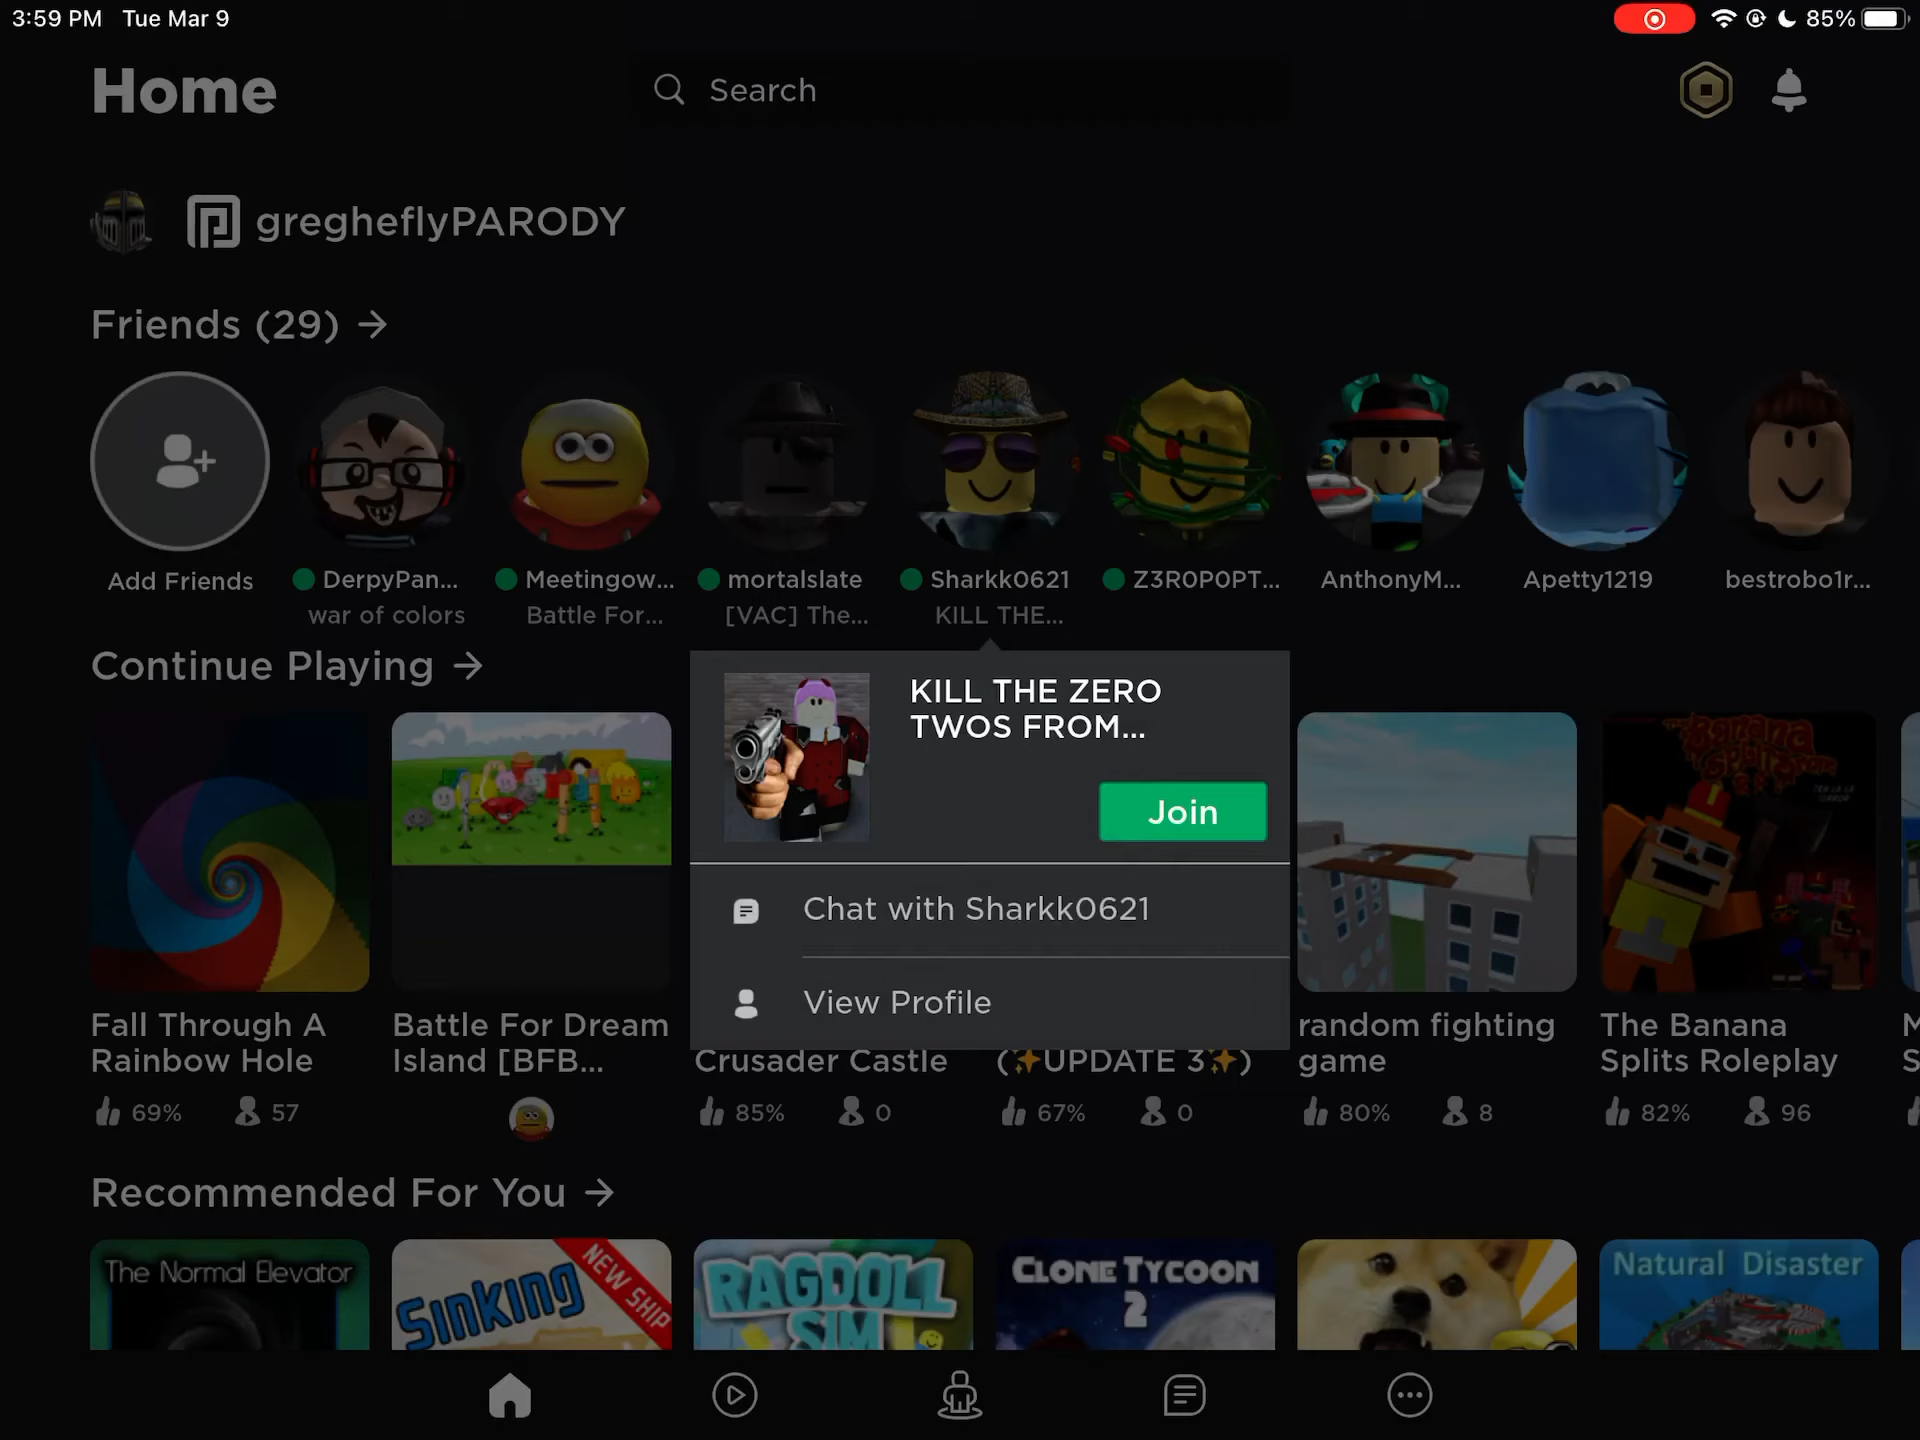 3:59 PM Tue Mar 9 85%
Home
Search
gregheflyPARODY
Friends (29) →
Add Friends
DerpyPan...
war of colors
Meetingow...
Battle For...
mortalslate
[VAC] The...
Sharkk0621
KILL THE...
Z3R0P0PT...
AnthonyM...
Apetty1219
bestrobo1r...
Continue Playing →
KILL THE ZERO
TWOS FROM...
Join
Chat with Sharkk0621
View Profile
Fall Through A
Rainbow Hole
69% 57
Battle For Dream
Island [BFB...
Crusader Castle
85% 0
(✨UPDATE 3✨)
67% 0
random fighting
game
80% 8
The Banana
Splits Roleplay
82% 96
Recommended For You →
The Normal Elevator
Sinking
NEW SHIP
RAGDOLL
SIM
CLONE TYCOON
2
Natural Disaster